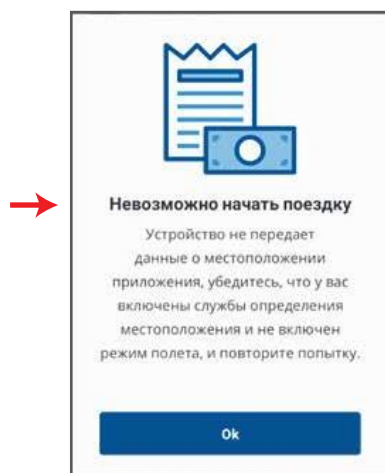 Невозможно начать поездку
Устройство не передает
данные о местоположении
приложения, убедитесь, что у вас
включены службы определения
местоположения и не включен
режим полета, и повторите попытку.
Ok